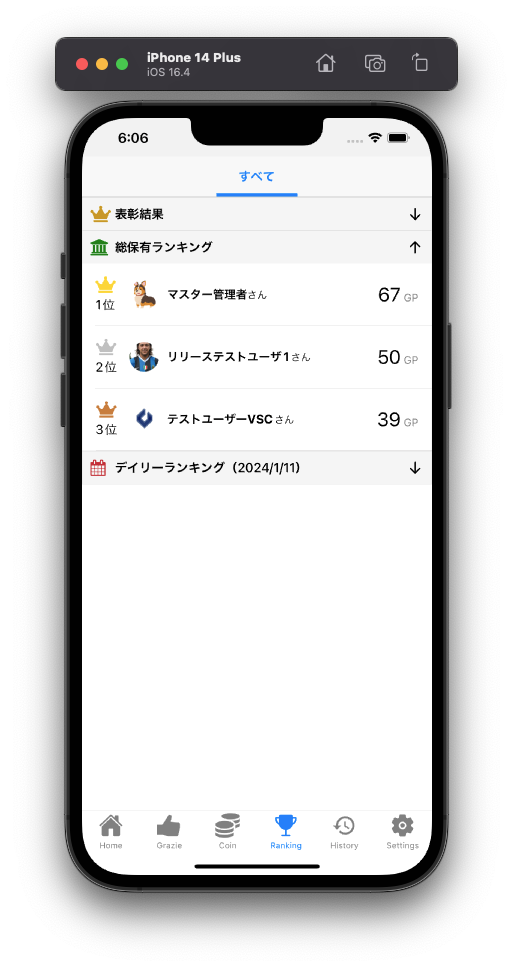 iPhone 14 Plus
iOS 16.4
6:06
すべて
表彰結果
総保有ランキング
1位 マスター管理者さん 67 GP
2位 リリーステストユーザ1さん 50 GP
3位 テストユーザーVSCさん 39 GP
デイリーランキング（2024/1/11）
Home Grazie Coin Ranking History Settings